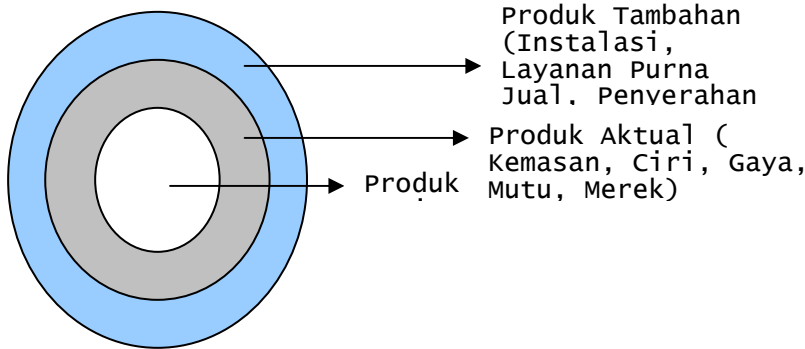 Produk Tambahan
(Instalasi,
Layanan Purna
Jual, Penyerahan
Produk Aktual (
Kemasan, Ciri, Gaya,
Mutu, Merek)
Produk